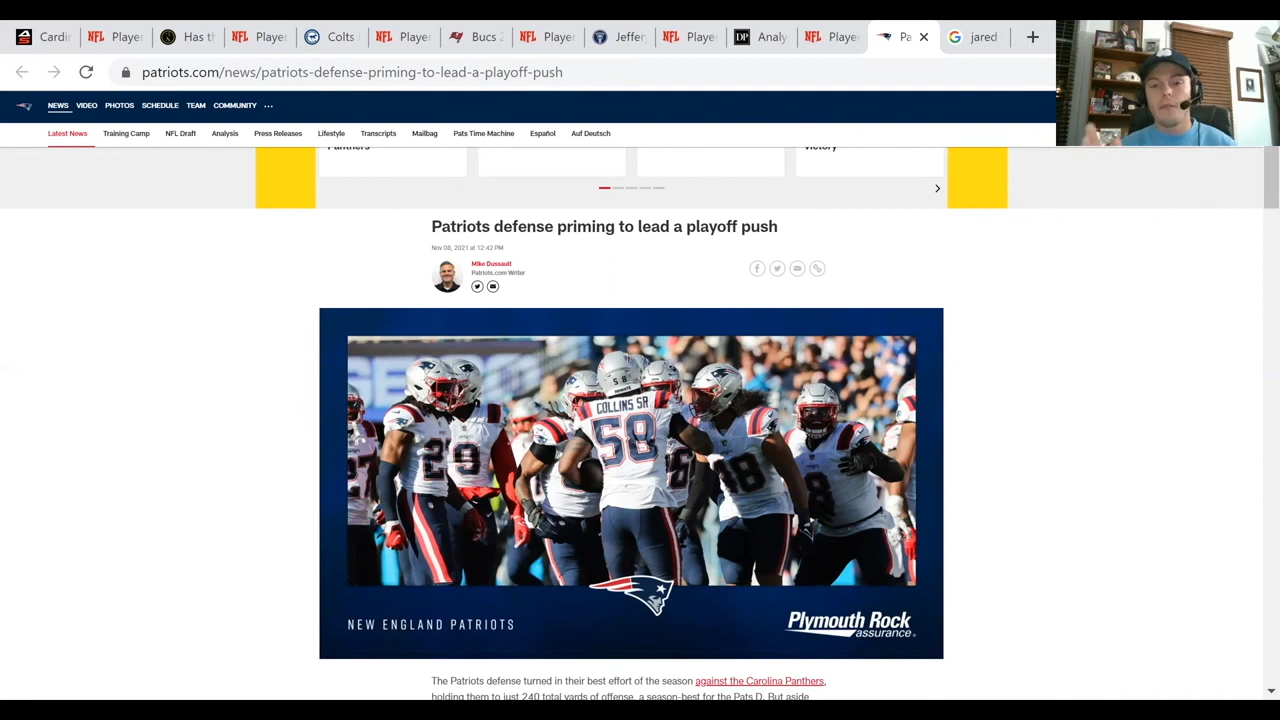 Cardi
NFL Player
Has th
NFL Playe
Colts
NFL Playe
Bucs
NFL Player
Jeffery
NFL Player
DP Analy
NFL Player
Pa
jared
patriots.com/news/patriots-defense-priming-to-lead-a-playoff-push
NEWS VIDEO PHOTOS SCHEDULE TEAM COMMUNITY ...
Latest News Training Camp NFL Draft Analysis Press Releases Lifestyle Transcripts Mailbag Pats Time Machine Español Auf Deutsch
Panthers victory
Patriots defense priming to lead a playoff push
Nov 08, 2021 at 12:42 PM
Mike Dussault
Patriots.com Writer
COLLINS SR
58
NEW ENGLAND PATRIOTS
Plymouth Rock
assurance
The Patriots defense turned in their best effort of the season against the Carolina Panthers,
holding them to just 240 total yards of offense, a season-best for the Pats D. But aside